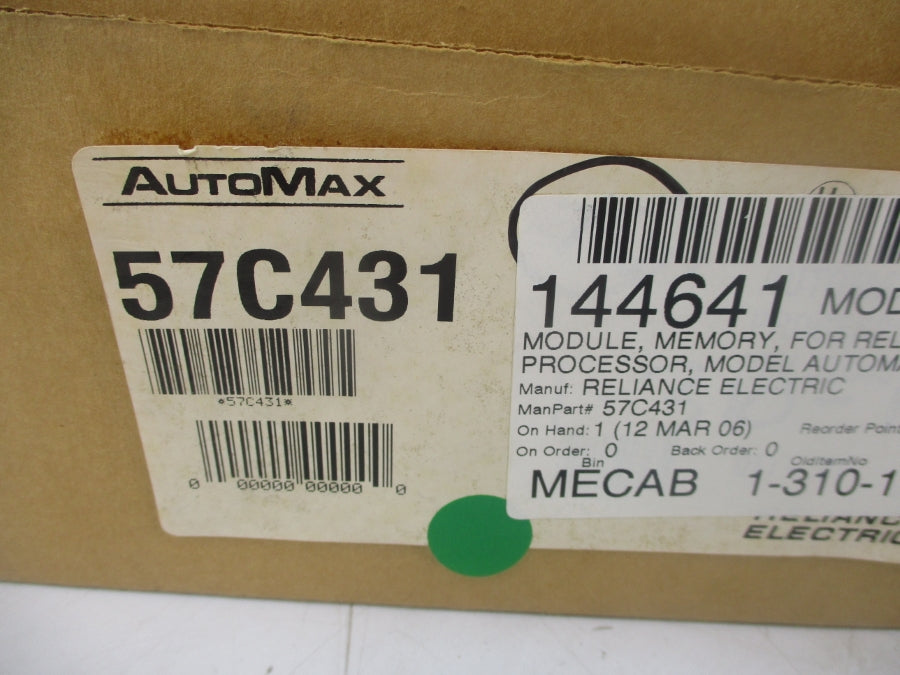 AUTOMAX
57C431
*57C431*
0 00000 00000 0
144641 MOD
MODULE, MEMORY, FOR REL
PROCESSOR, MODEL AUTOMA
Manuf: RELIANCE ELECTRIC
ManPart# 57C431
On Hand: 1 (12 MAR 06) Reorder Point
On Order: 0 Back Order: 0
Bin OldItemNo
MECAB 1-310-1
RELIANC
ELECTRIC